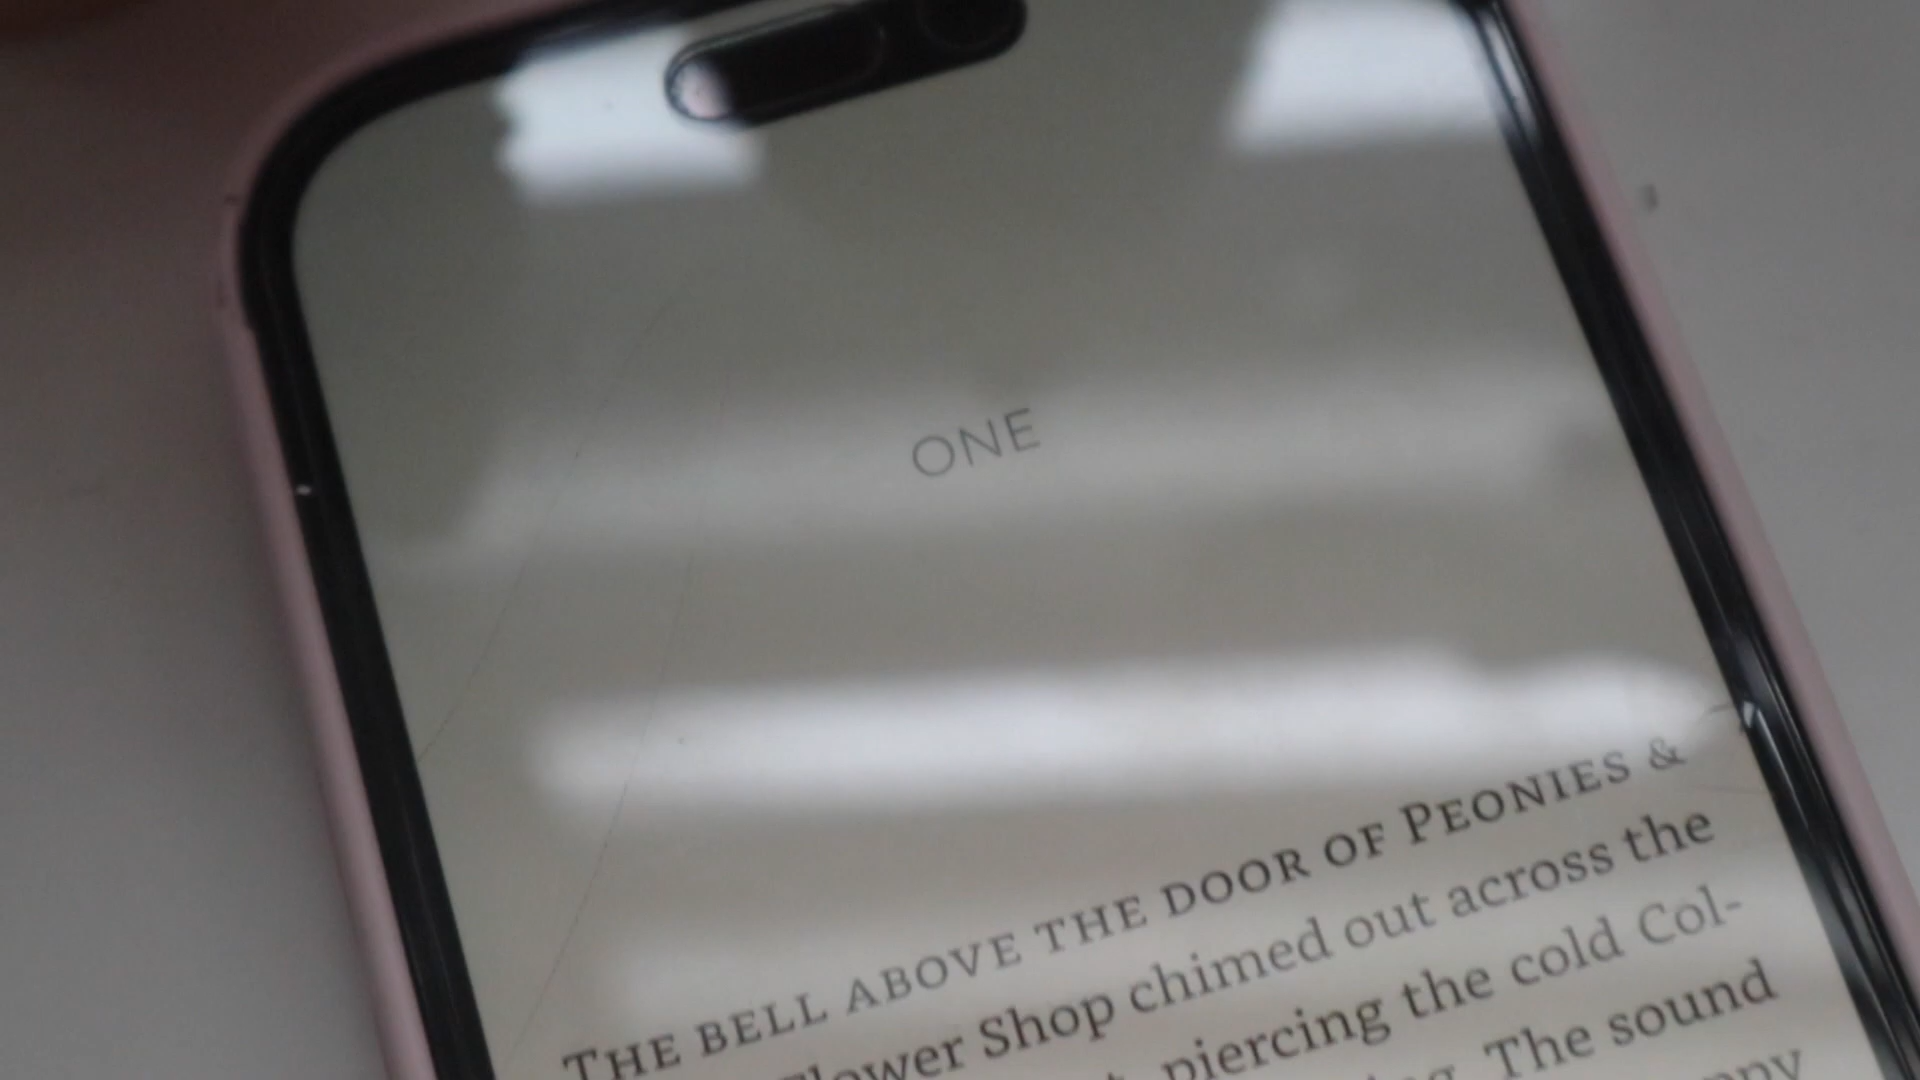 ONE
THE BELL ABOVE THE DOOR OF PEONIES &
Flower Shop chimed out across the
piercing the cold Col-
The sound